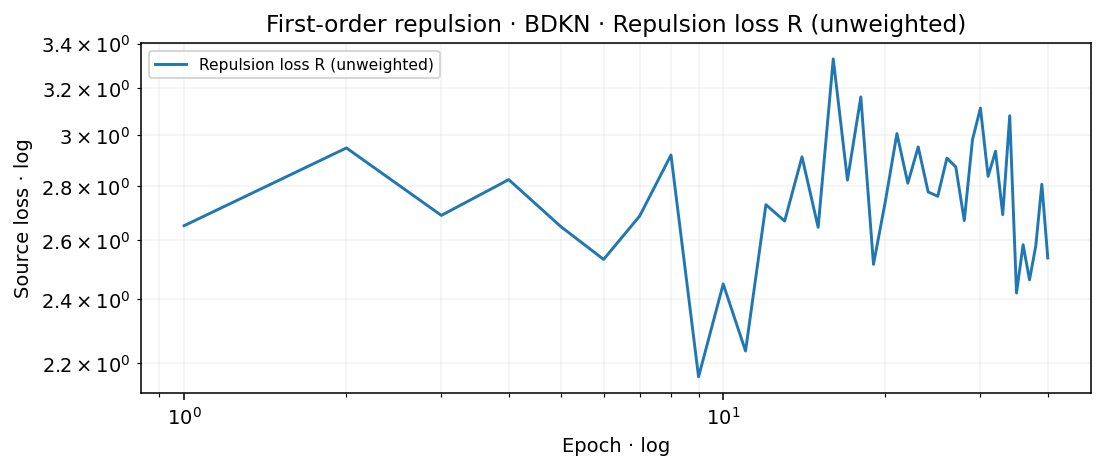 First-order repulsion · BDKN · Repulsion loss R (unweighted)
Repulsion loss R (unweighted)
Source loss · log
3.4 × 10⁰
3.2 × 10⁰
3 × 10⁰
2.8 × 10⁰
2.6 × 10⁰
2.4 × 10⁰
2.2 × 10⁰
10⁰ 10¹
Epoch · log